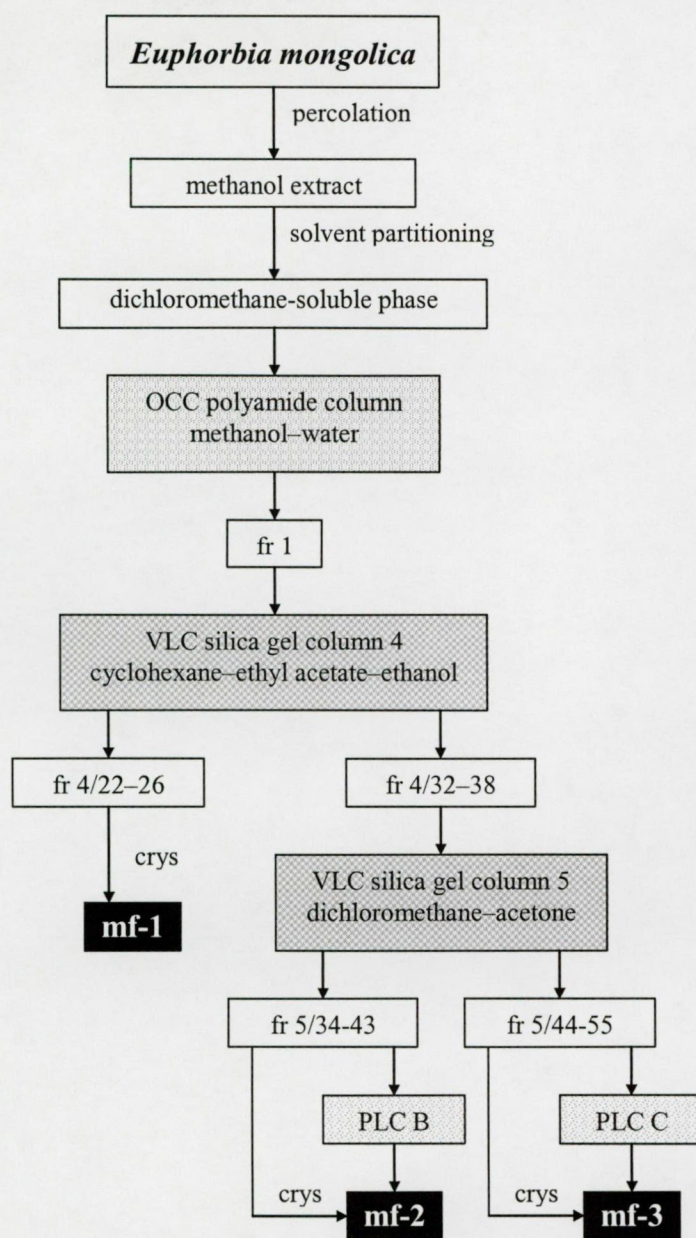 Euphorbia mongolica
percolation
methanol extract
solvent partitioning
dichloromethane-soluble phase
OCC polyamide column
methanol–water
fr 1
VLC silica gel column 4
cyclohexane–ethyl acetate–ethanol
fr 4/22–26
fr 4/32–38
crys
mf-1
VLC silica gel column 5
dichloromethane–acetone
fr 5/34-43
fr 5/44-55
PLC B
PLC C
crys
mf-2
crys
mf-3